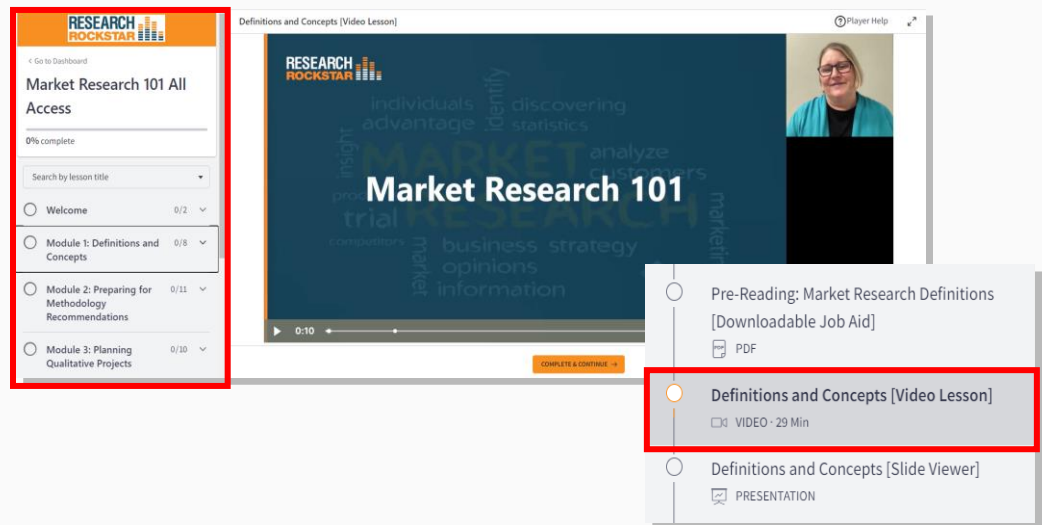 RESEARCH
ROCKSTAR
< Go to Dashboard
Market Research 101 All
Access
0% complete
Search by lesson title
Welcome 0/2
Module 1: Definitions and 0/8
Concepts
Module 2: Preparing for 0/11
Methodology
Recommendations
Module 3: Planning 0/10
Qualitative Projects
Definitions and Concepts [Video Lesson]
Player Help
RESEARCH
ROCKSTAR
individuals identify discovering
advantage statistics
insight MARKET analyze
customers
Market Research 101
trial RESEARCH
competitors market business strategy
opinions
information
0:10
COMPLETE & CONTINUE →
Pre-Reading: Market Research Definitions
[Downloadable Job Aid]
PDF PDF
Definitions and Concepts [Video Lesson]
VIDEO · 29 Min
Definitions and Concepts [Slide Viewer]
PRESENTATION